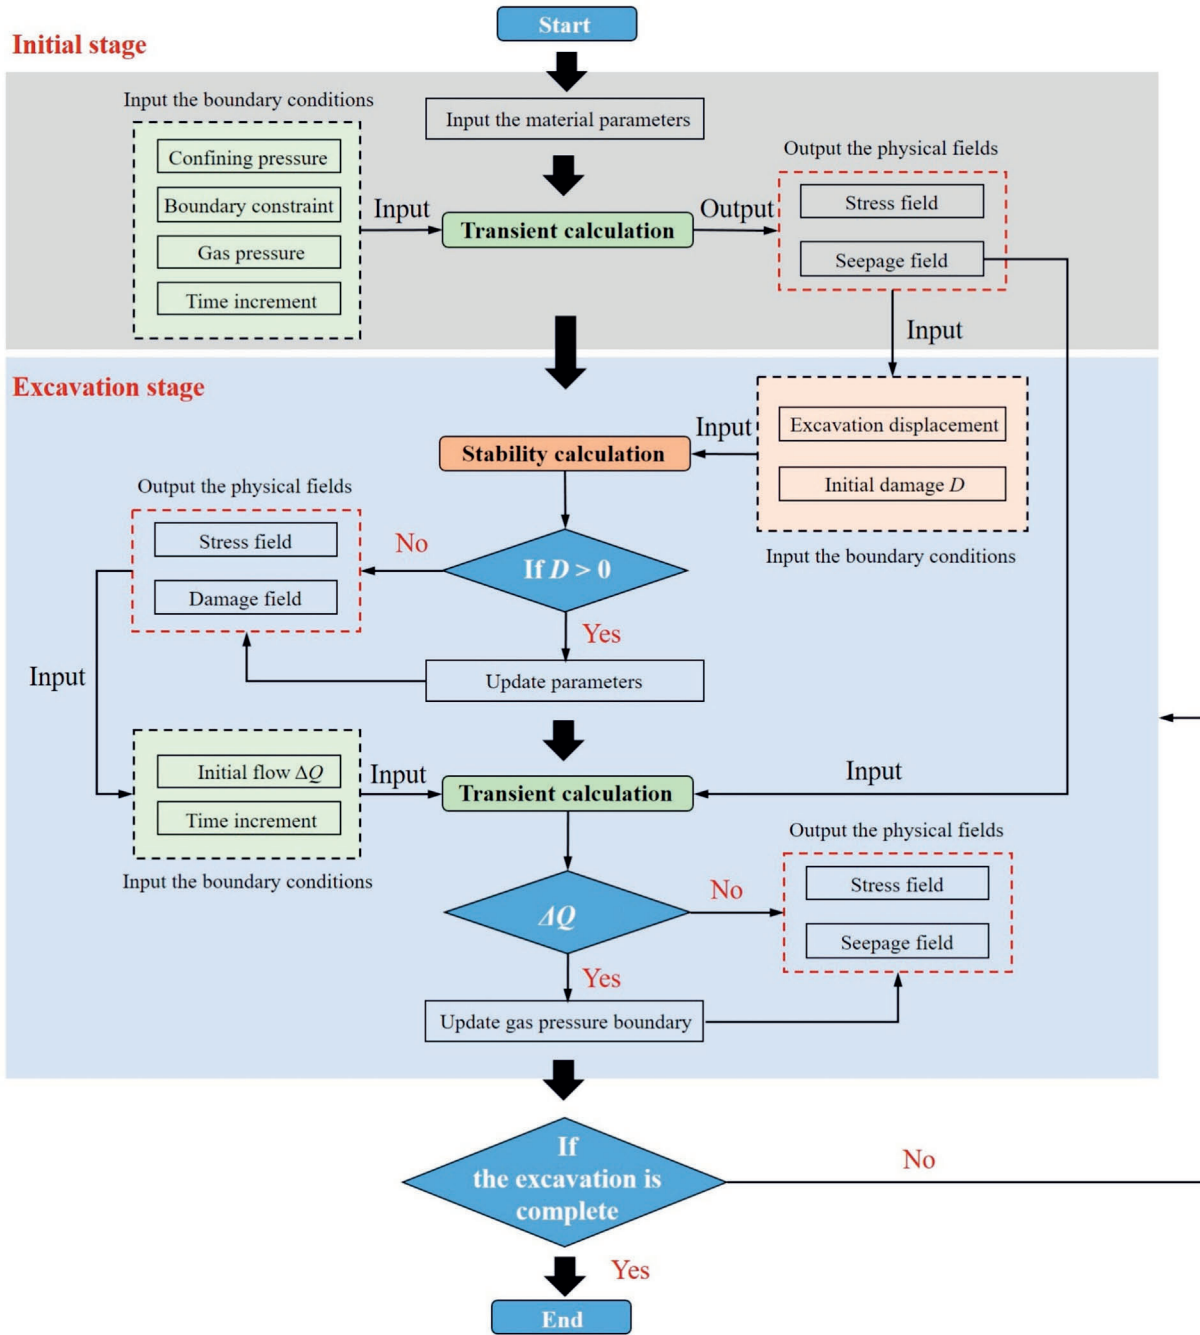 Start
Initial stage
Input the boundary conditions
Input the material parameters
Confining pressure
Boundary constraint
Gas pressure
Time increment
Input
Transient calculation
Output
Output the physical fields
Stress field
Seepage field
Input
Excavation stage
Excavation displacement
Initial damage D
Input the boundary conditions
Input
Stability calculation
Output the physical fields
Stress field
Damage field
No
If D > 0
Yes
Update parameters
Input
Initial flow ΔQ
Time increment
Input the boundary conditions
Input
Transient calculation
Input
Output the physical fields
Stress field
Seepage field
No
ΔQ
Yes
Update gas pressure boundary
If
the excavation is
complete
No
Yes
End